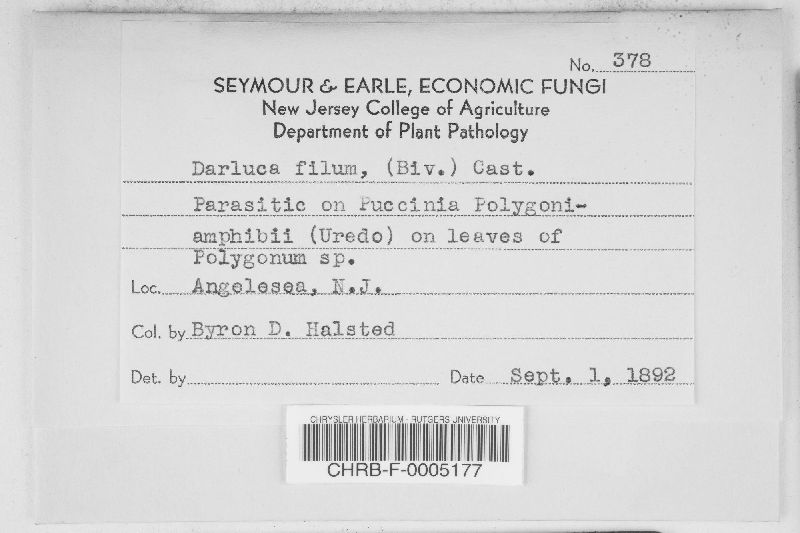 No. 378
SEYMOUR & EARLE, ECONOMIC FUNGI
New Jersey College of Agriculture
Department of Plant Pathology
Darluca filum, (Biv.) Cast.
Parasitic on Puccinia Polygoni-
amphibii (Uredo) on leaves of
Polygonum sp.
Loc. Angelesea, N.J.
Col. by Byron D. Halsted
Det. by Date Sept. 1, 1892
CHRYSLER HERBARIUM - RUTGERS UNIVERSITY
CHRB-F-0005177